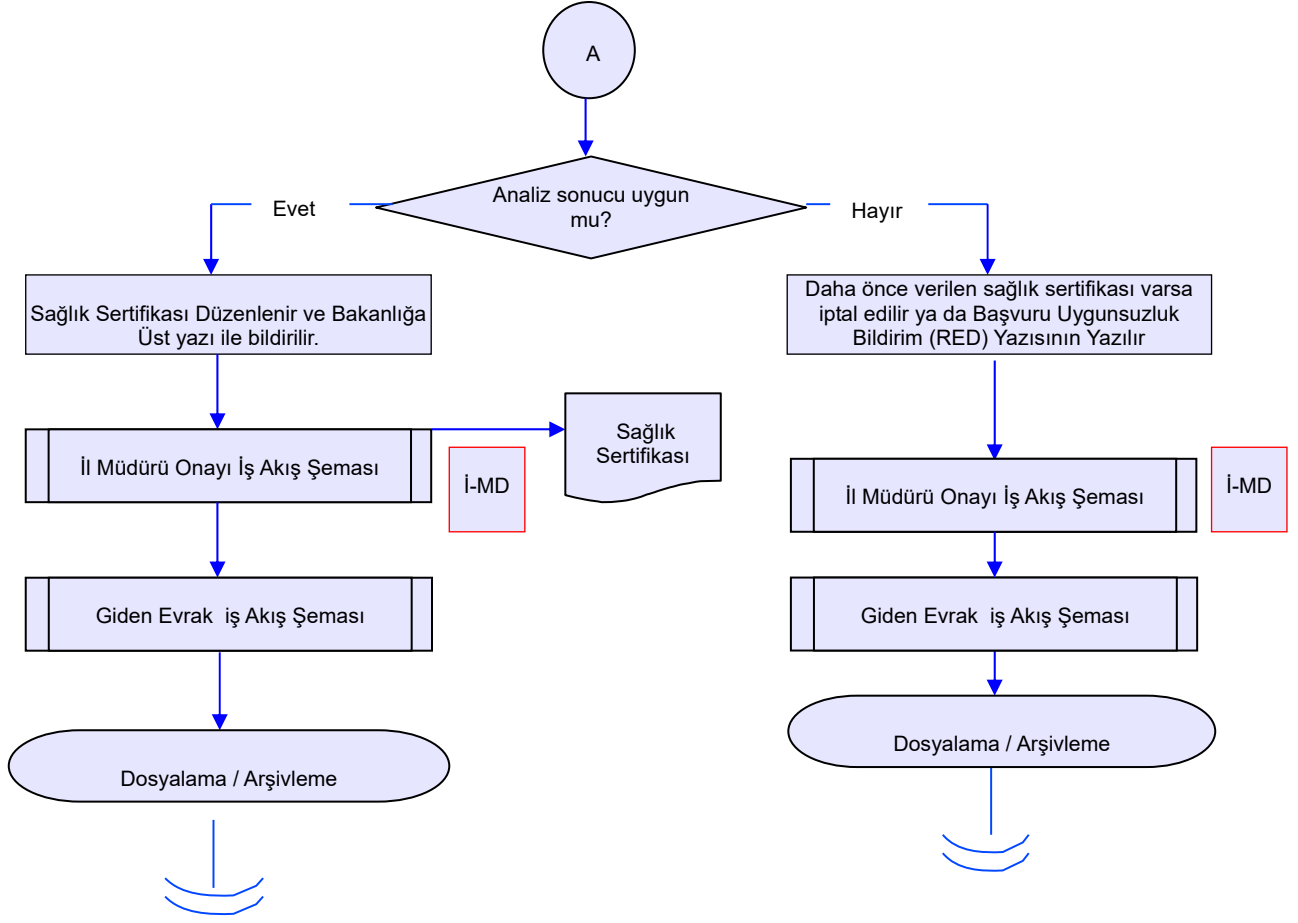 A
Analiz sonucu uygun
mu?
Evet
Hayır
Sağlık Sertifikası Düzenlenir ve Bakanlığa
Üst yazı ile bildirilir.
Daha önce verilen sağlık sertifikası varsa
iptal edilir ya da Başvuru Uygunsuzluk
Bildirim (RED) Yazısının Yazılır
İl Müdürü Onayı İş Akış Şeması
İ-MD
Sağlık
Sertifikası
İl Müdürü Onayı İş Akış Şeması
İ-MD
Giden Evrak  iş Akış Şeması
Giden Evrak  iş Akış Şeması
Dosyalama / Arşivleme
Dosyalama / Arşivleme